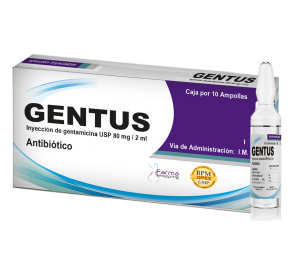 GENTUS
Caja por 10 Ampollas
GENTUS
Inyección de gentamicina USP 80 mg / 2 ml
Antibiótico
Vía de Administración: I.M.
BPM
GMP
GENTUS